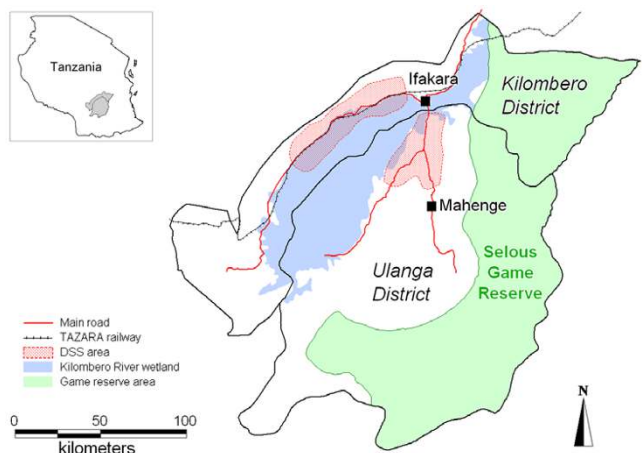 Tanzania
Ifakara
Kilombero
District
Mahenge
Selous
Game
Reserve
Ulanga
District
Main road
TAZARA railway
DSS area
Kilombero River wetland
Game reserve area
0 50 100
kilometers
N